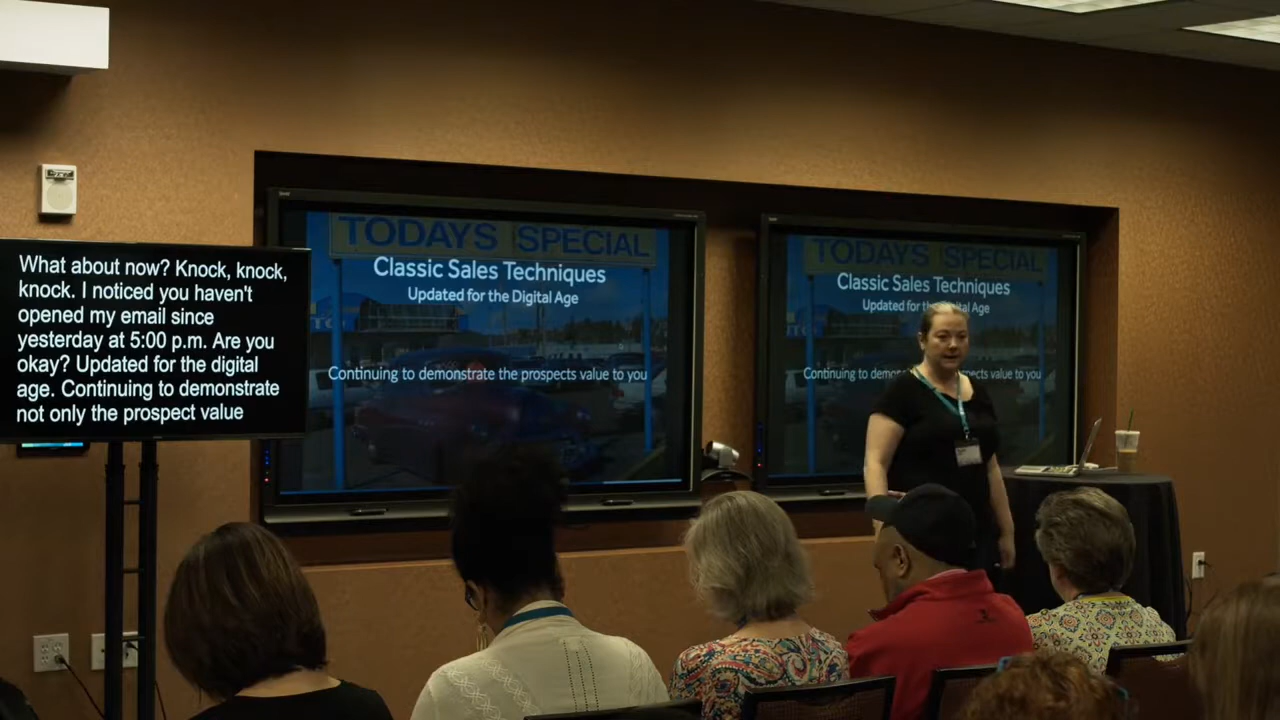 What about now? Knock, knock,
knock. I noticed you haven't
opened my email since
yesterday at 5:00 p.m. Are you
okay? Updated for the digital
age. Continuing to demonstrate
not only the prospect value
TODAYS SPECIAL
Classic Sales Techniques
Updated for the Digital Age
Continuing to demonstrate the prospects value to you
TODAYS SPECIAL
Classic Sales Techniques
Updated for the Digital Age